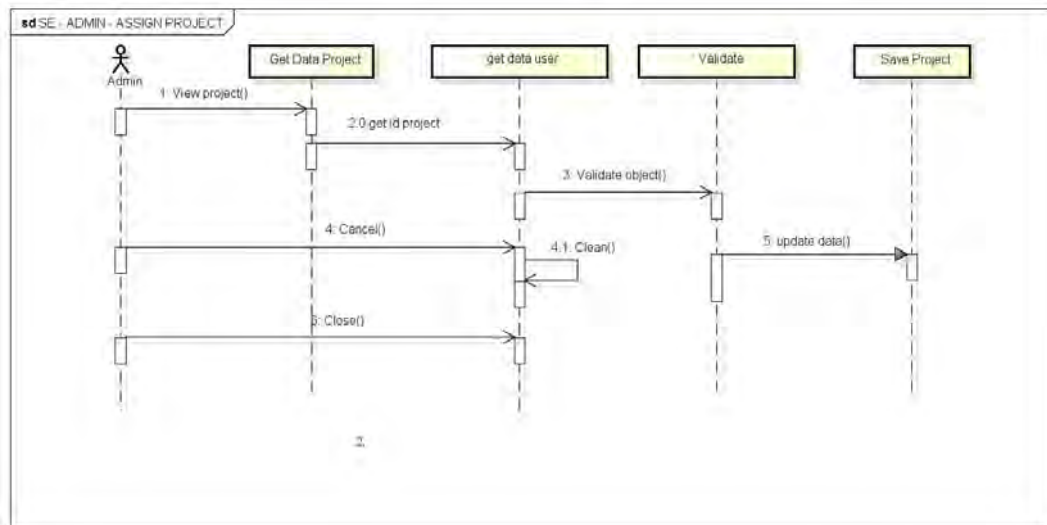 sd SE - ADMIN - ASSIGN PROJECT
Admin
Get Data Project
get data user
Validate
Save Project
1: View project()
2.0 get id project
3: Validate object()
4: Cancel()
4.1: Clean()
5: update data()
6: Close()
2.